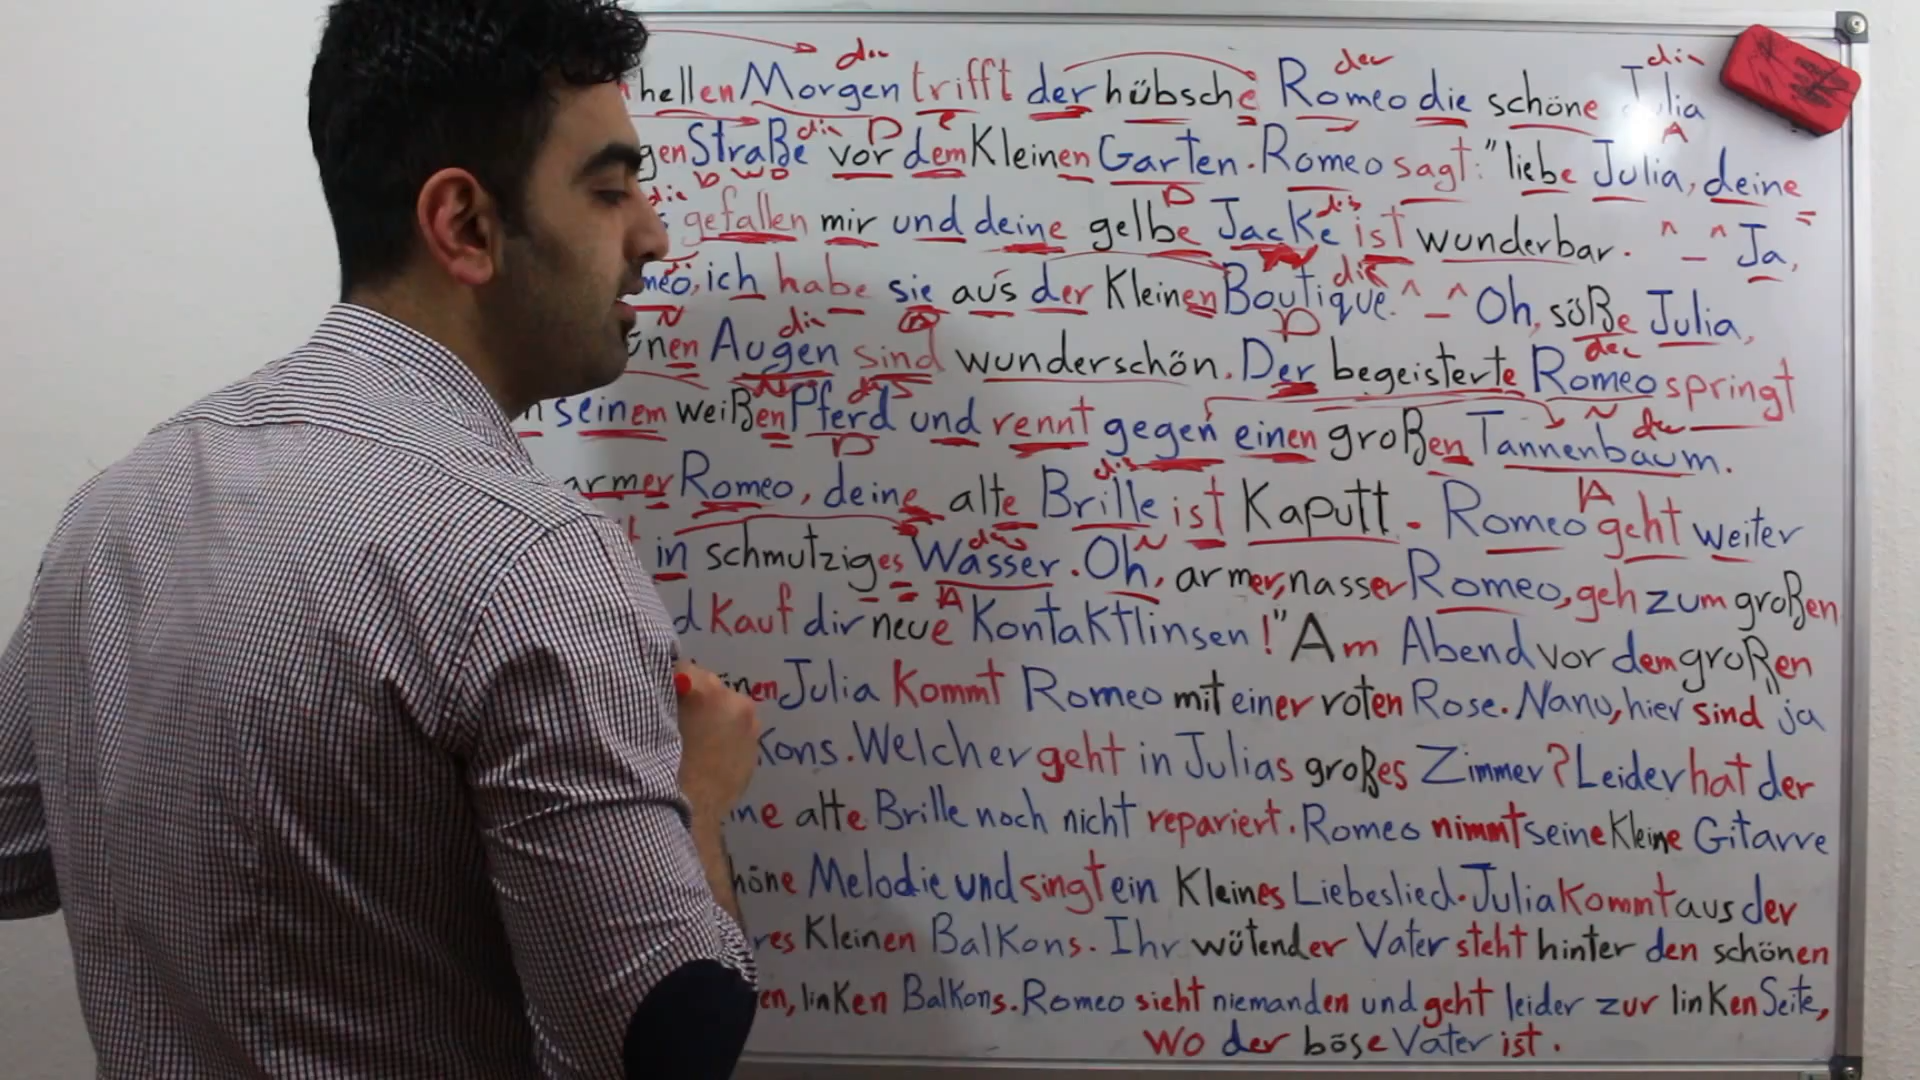 hellen Morgen trifft der hübsche Romeo die schöne Julia
Straße vor dem Kleinen Garten. Romeo sagt: "liebe Julia, deine
gefallen mir und deine gelbe Jacke ist wunderbar. Ja,
ich habe sie aus der Kleinen Boutique. Oh, süße Julia,
Augen sind wunderschön. Der begeisterte Romeo springt
seinem weißen Pferd und rennt gegen einen großen Tannenbaum.
armer Romeo, deine alte Brille ist Kaputt. Romeo geht weiter
in schmutziges Wasser. Oh, armer, nasser Romeo, geh zum großen
Kauf dir neue Kontaktlinsen!" Am Abend vor dem großen
Julia Kommt Romeo mit einer roten Rose. Nanu, hier sind ja
Kons. Welcher geht in Julias großes Zimmer? Leider hat der
ine alte Brille noch nicht repariert. Romeo nimmt seine Kleine Gitarre
höne Melodie und singt ein Kleines Liebeslied. Julia Kommt aus der
res Kleinen BalKons. Ihr wütender Vater steht hinter den schönen
en, linKen BalKons. Romeo sieht niemanden und geht leider zur linKen Seite,
wo der böse Vater ist.